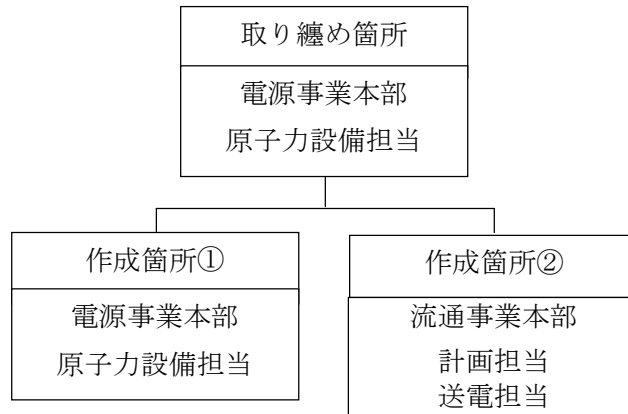 取り纏め箇所
電源事業本部
原子力設備担当
作成箇所①
電源事業本部
原子力設備担当
作成箇所②
流通事業本部
計画担当
送電担当